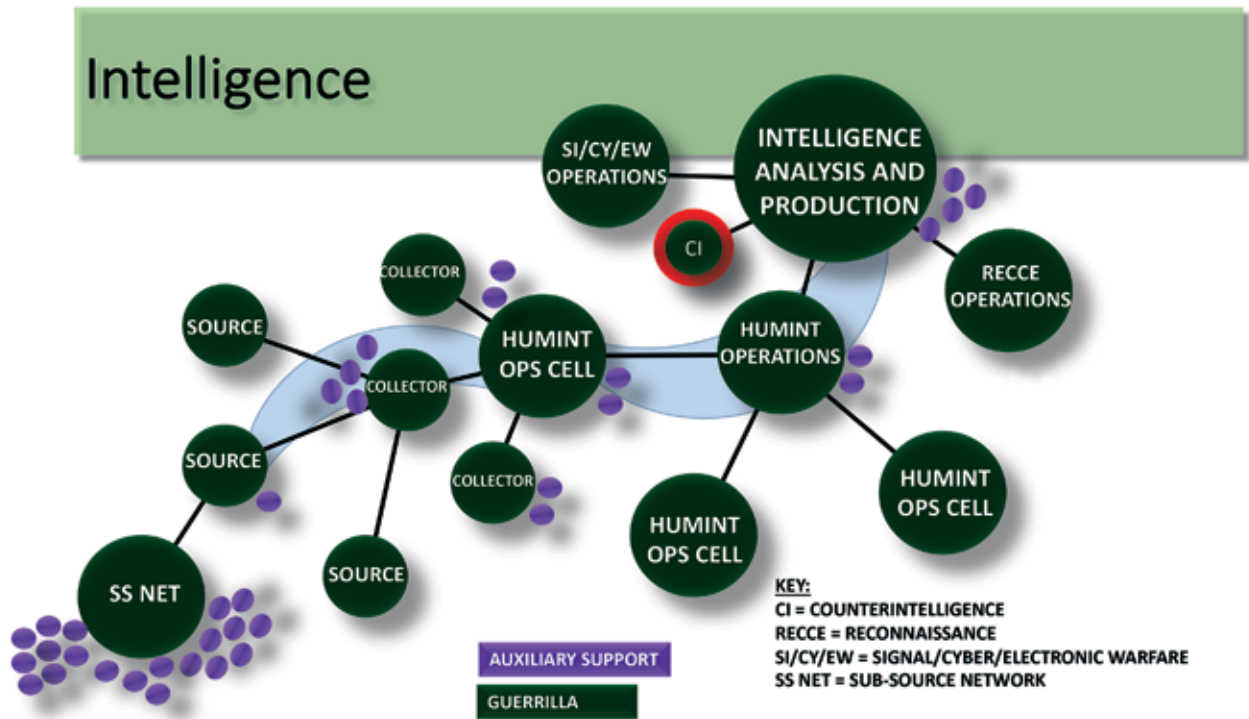 Intelligence
SI/CY/EW
OPERATIONS
INTELLIGENCE
ANALYSIS AND
PRODUCTION
CI
RECCE
OPERATIONS
COLLECTOR
SOURCE
HUMINT
OPS CELL
HUMINT
OPERATIONS
COLLECTOR
SOURCE
COLLECTOR
HUMINT
OPS CELL
HUMINT
OPS CELL
SOURCE
SS NET
KEY:
CI = COUNTERINTELLIGENCE
RECCE = RECONNAISSANCE
SI/CY/EW = SIGNAL/CYBER/ELECTRONIC WARFARE
SS NET = SUB-SOURCE NETWORK
AUXILIARY SUPPORT
GUERRILLA